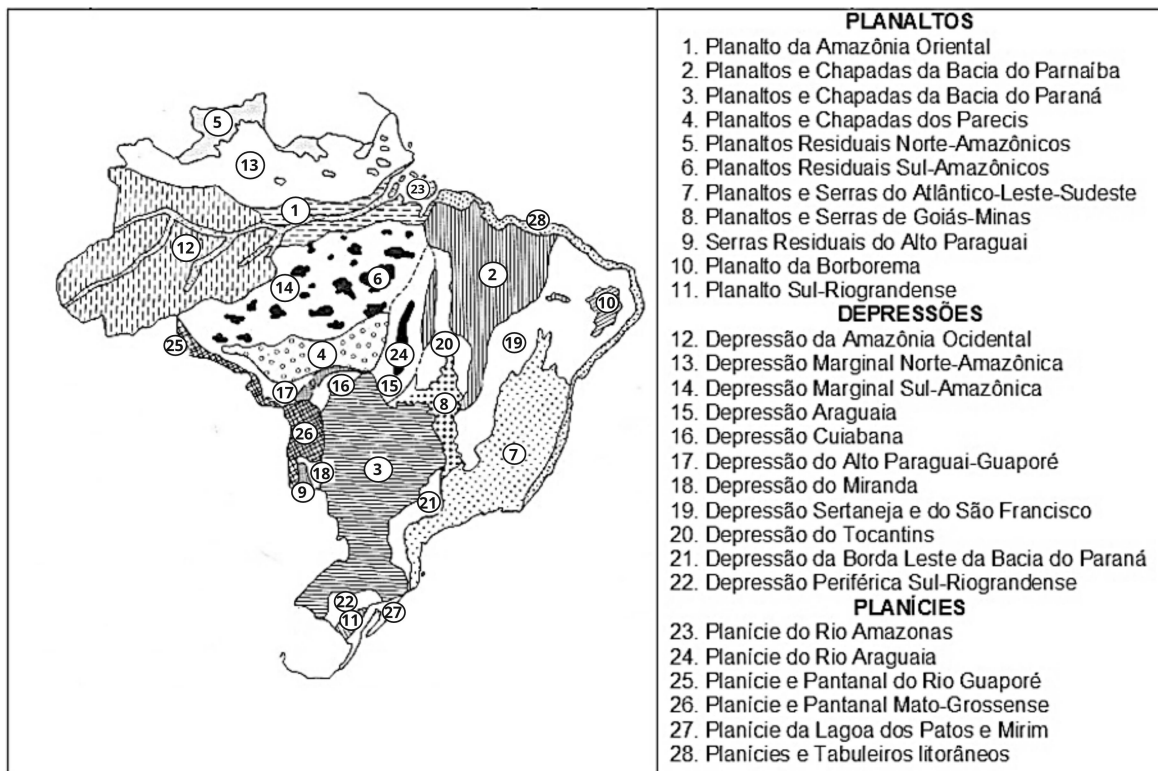 PLANALTOS
1. Planalto da Amazônia Oriental
2. Planaltos e Chapadas da Bacia do Parnaíba
3. Planaltos e Chapadas da Bacia do Paraná
4. Planaltos e Chapadas dos Parecis
5. Planaltos Residuais Norte-Amazônicos
6. Planaltos Residuais Sul-Amazônicos
7. Planaltos e Serras do Atlântico-Leste-Sudeste
8. Planaltos e Serras de Goiás-Minas
9. Serras Residuais do Alto Paraguai
10. Planalto da Borborema
11. Planalto Sul-Riograndense
DEPRESSÕES
12. Depressão da Amazônia Ocidental
13. Depressão Marginal Norte-Amazônica
14. Depressão Marginal Sul-Amazônica
15. Depressão Araguaia
16. Depressão Cuiabana
17. Depressão do Alto Paraguai-Guaporé
18. Depressão do Miranda
19. Depressão Sertaneja e do São Francisco
20. Depressão do Tocantins
21. Depressão da Borda Leste da Bacia do Paraná
22. Depressão Periférica Sul-Riograndense
PLANÍCIES
23. Planície do Rio Amazonas
24. Planície do Rio Araguaia
25. Planície e Pantanal do Rio Guaporé
26. Planície e Pantanal Mato-Grossense
27. Planície da Lagoa dos Patos e Mirim
28. Planícies e Tabuleiros litorâneos
5
13
23
1
28
12
2
14
6
10
25
4
24
20
19
17
16
15
8
26
7
3
18
9
21
22
11
27